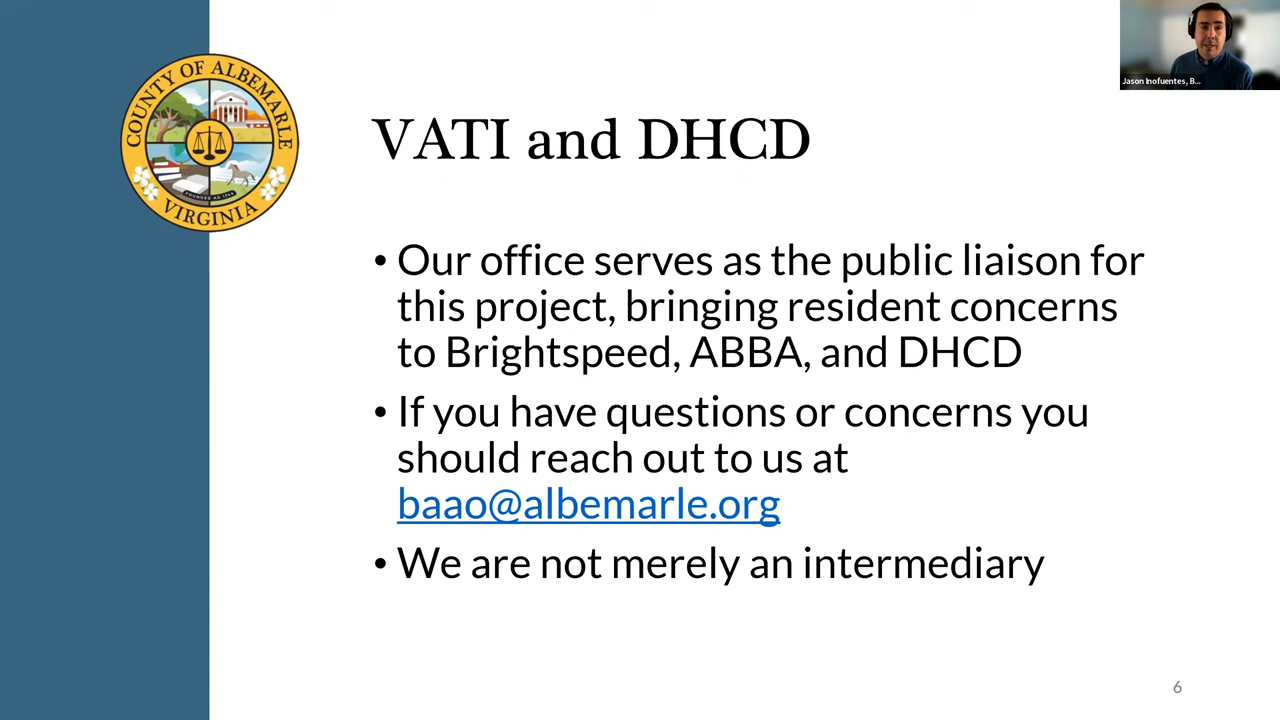 COUNTY OF ALBEMARLE
VIRGINIA
Jason Inofuentes, B...
VATI and DHCD
• Our office serves as the public liaison for
this project, bringing resident concerns
to Brightspeed, ABBA, and DHCD
• If you have questions or concerns you
should reach out to us at
baao@albemarle.org
• We are not merely an intermediary
6